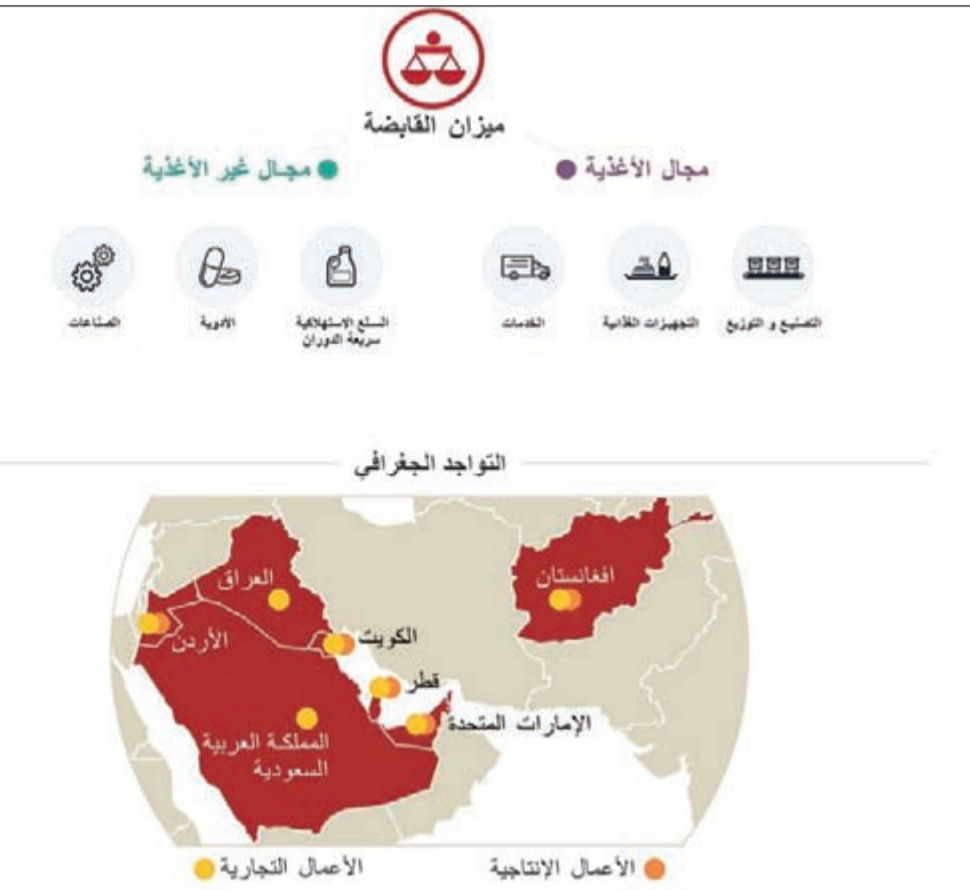 ميزان القابضة
مجال الأغذية
مجال غير الأغذية
التصنيع و التوزيع
التجهيزات الغذائية
الخدمات
السلع الاستهلاكية
سريعة الدوران
الأدوية
الصناعات
التواجد الجغرافي
افغانستان
العراق
الأردن
الكويت
قطر
الإمارات المتحدة
المملكة العربية
السعودية
الأعمال الإنتاجية
الأعمال التجارية